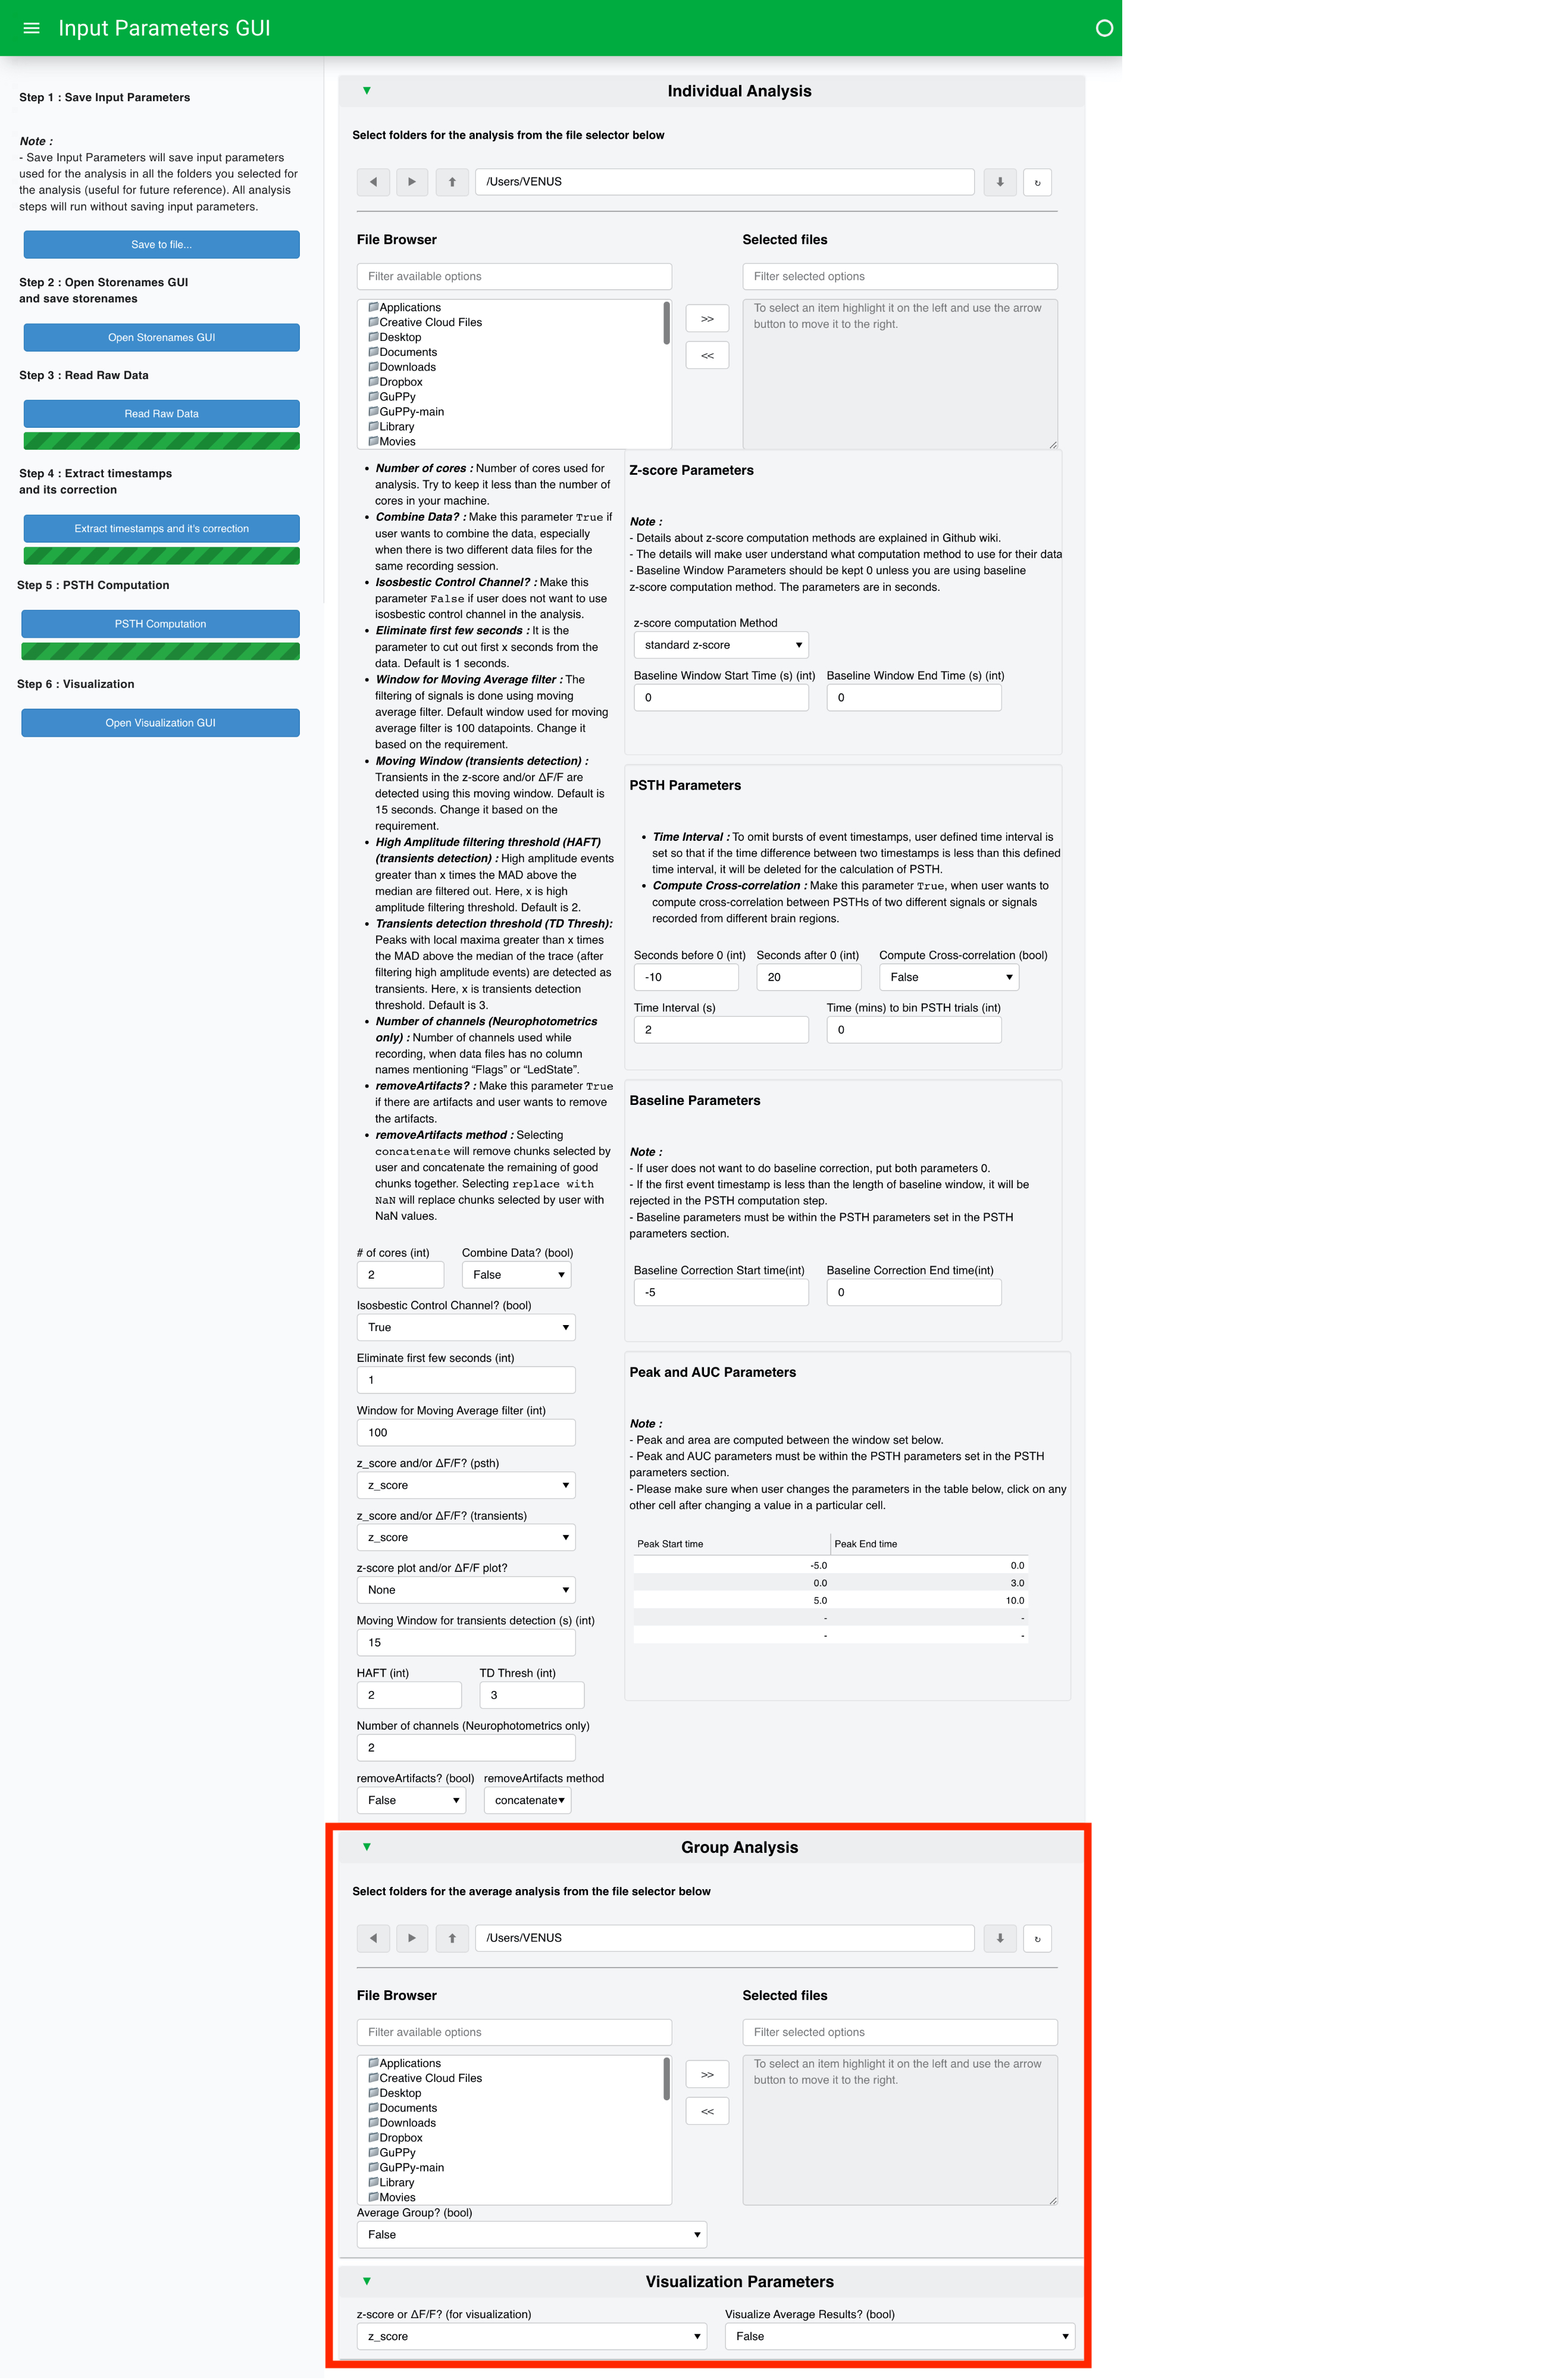 Input Parameters GUI
Step 1 : Save Input Parameters
Note :
- Save Input Parameters will save input parameters
used for the analysis in all the folders you selected for
the analysis (useful for future reference). All analysis
steps will run without saving input parameters.
Save to file...
Step 2 : Open Storenames GUI
and save storenames
Open Storenames GUI
Step 3 : Read Raw Data
Read Raw Data
Step 4 : Extract timestamps
and its correction
Extract timestamps and it's correction
Step 5 : PSTH Computation
PSTH Computation
Step 6 : Visualization
Open Visualization GUI
Individual Analysis
Select folders for the analysis from the file selector below
/Users/VENUS
File Browser
Filter available options
Applications
Creative Cloud Files
Desktop
Documents
Downloads
Dropbox
GuPPy
GuPPy-main
Library
Movies
>>
<<
Selected files
Filter selected options
To select an item highlight it on the left and use the arrow
button to move it to the right.
• Number of cores : Number of cores used for
analysis. Try to keep it less than the number of
cores in your machine.
• Combine Data? : Make this parameter True if
user wants to combine the data, especially
when there is two different data files for the
same recording session.
• Isosbestic Control Channel? : Make this
parameter False if user does not want to use
isosbestic control channel in the analysis.
• Eliminate first few seconds : It is the
parameter to cut out first x seconds from the
data. Default is 1 seconds.
• Window for Moving Average filter : The
filtering of signals is done using moving
average filter. Default window used for moving
average filter is 100 datapoints. Change it
based on the requirement.
• Moving Window (transients detection) :
Transients in the z-score and/or ΔF/F are
detected using this moving window. Default is
15 seconds. Change it based on the
requirement.
• High Amplitude filtering threshold (HAFT)
(transients detection) : High amplitude events
greater than x times the MAD above the
median are filtered out. Here, x is high
amplitude filtering threshold. Default is 2.
• Transients detection threshold (TD Thresh):
Peaks with local maxima greater than x times
the MAD above the median of the trace (after
filtering high amplitude events) are detected as
transients. Here, x is transients detection
threshold. Default is 3.
• Number of channels (Neurophotometrics
only) : Number of channels used while
recording, when data files has no column
names mentioning “Flags” or “LedState”.
• removeArtifacts? : Make this parameter True
if there are artifacts and user wants to remove
the artifacts.
• removeArtifacts method : Selecting
concatenate will remove chunks selected by
user and concatenate the remaining of good
chunks together. Selecting replace with
NaN will replace chunks selected by user with
NaN values.
# of cores (int) Combine Data? (bool)
2 False
Isosbestic Control Channel? (bool)
True
Eliminate first few seconds (int)
1
Window for Moving Average filter (int)
100
z_score and/or ΔF/F? (psth)
z_score
z_score and/or ΔF/F? (transients)
z_score
z-score plot and/or ΔF/F plot?
None
Moving Window for transients detection (s) (int)
15
HAFT (int) TD Thresh (int)
2 3
Number of channels (Neurophotometrics only)
2
removeArtifacts? (bool) removeArtifacts method
False concatenate
Z-score Parameters
Note :
- Details about z-score computation methods are explained in Github wiki.
- The details will make user understand what computation method to use for their data
- Baseline Window Parameters should be kept 0 unless you are using baseline
z-score computation method. The parameters are in seconds.
z-score computation Method
standard z-score
Baseline Window Start Time (s) (int) Baseline Window End Time (s) (int)
0 0
PSTH Parameters
• Time Interval : To omit bursts of event timestamps, user defined time interval is
set so that if the time difference between two timestamps is less than this defined
time interval, it will be deleted for the calculation of PSTH.
• Compute Cross-correlation : Make this parameter True, when user wants to
compute cross-correlation between PSTHs of two different signals or signals
recorded from different brain regions.
Seconds before 0 (int) Seconds after 0 (int) Compute Cross-correlation (bool)
-10 20 False
Time Interval (s) Time (mins) to bin PSTH trials (int)
2 0
Baseline Parameters
Note :
- If user does not want to do baseline correction, put both parameters 0.
- If the first event timestamp is less than the length of baseline window, it will be
rejected in the PSTH computation step.
- Baseline parameters must be within the PSTH parameters set in the PSTH
parameters section.
Baseline Correction Start time(int) Baseline Correction End time(int)
-5 0
Peak and AUC Parameters
Note :
- Peak and area are computed between the window set below.
- Peak and AUC parameters must be within the PSTH parameters set in the PSTH
parameters section.
- Please make sure when user changes the parameters in the table below, click on any
other cell after changing a value in a particular cell.
Peak Start time Peak End time
-5.0 0.0
0.0 3.0
5.0 10.0
- -
- -
Group Analysis
Select folders for the average analysis from the file selector below
/Users/VENUS
File Browser
Filter available options
Applications
Creative Cloud Files
Desktop
Documents
Downloads
Dropbox
GuPPy
GuPPy-main
Library
Movies
>>
<<
Selected files
Filter selected options
To select an item highlight it on the left and use the arrow
button to move it to the right.
Average Group? (bool)
False
Visualization Parameters
z-score or ΔF/F? (for visualization) Visualize Average Results? (bool)
z_score False